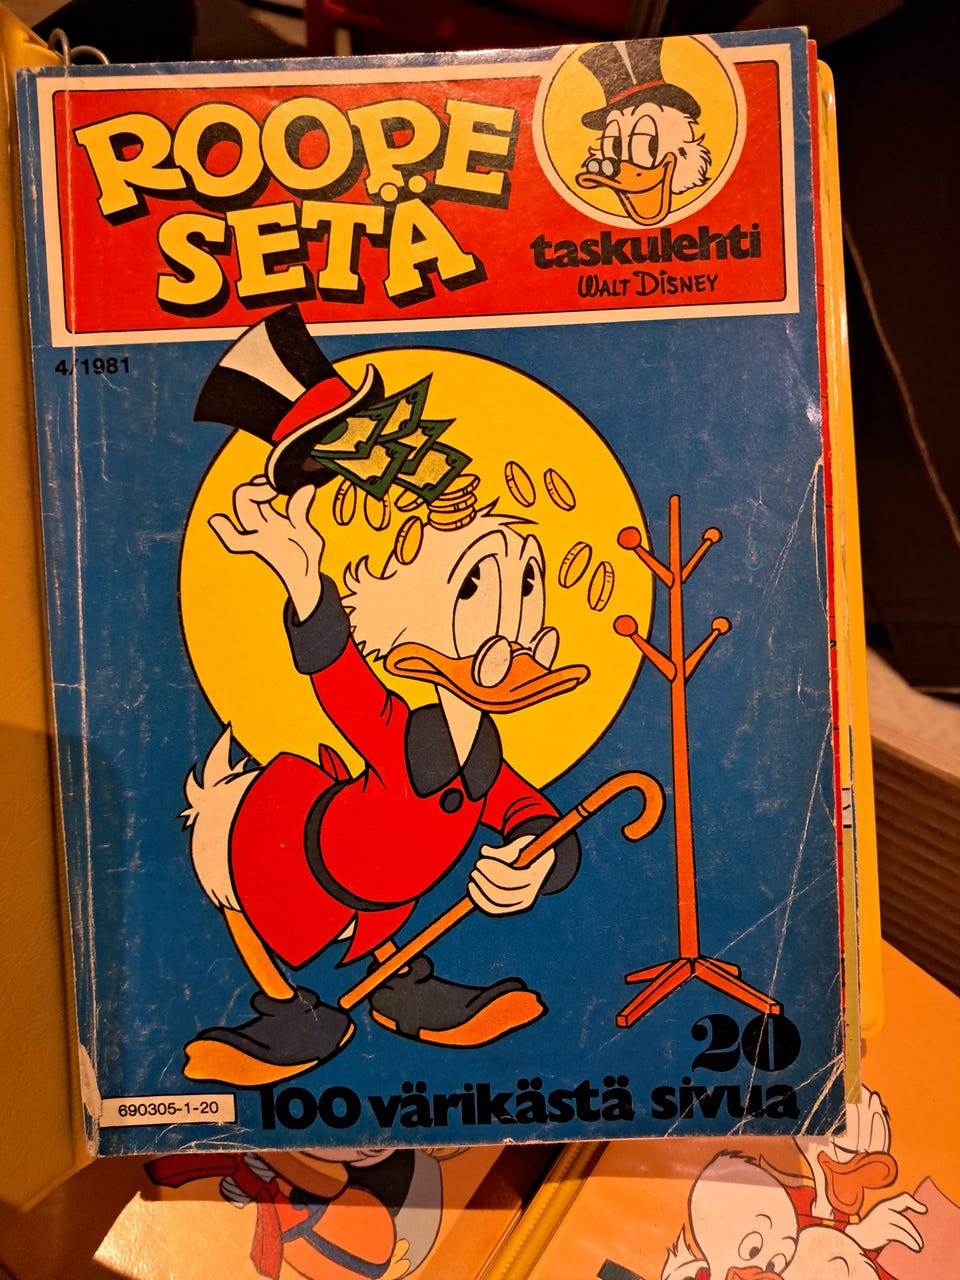 ROOPE
SETÄ
taskulehti
WALT DISNEY
4/1981
20
100 värikästä sivua
690305-1-20